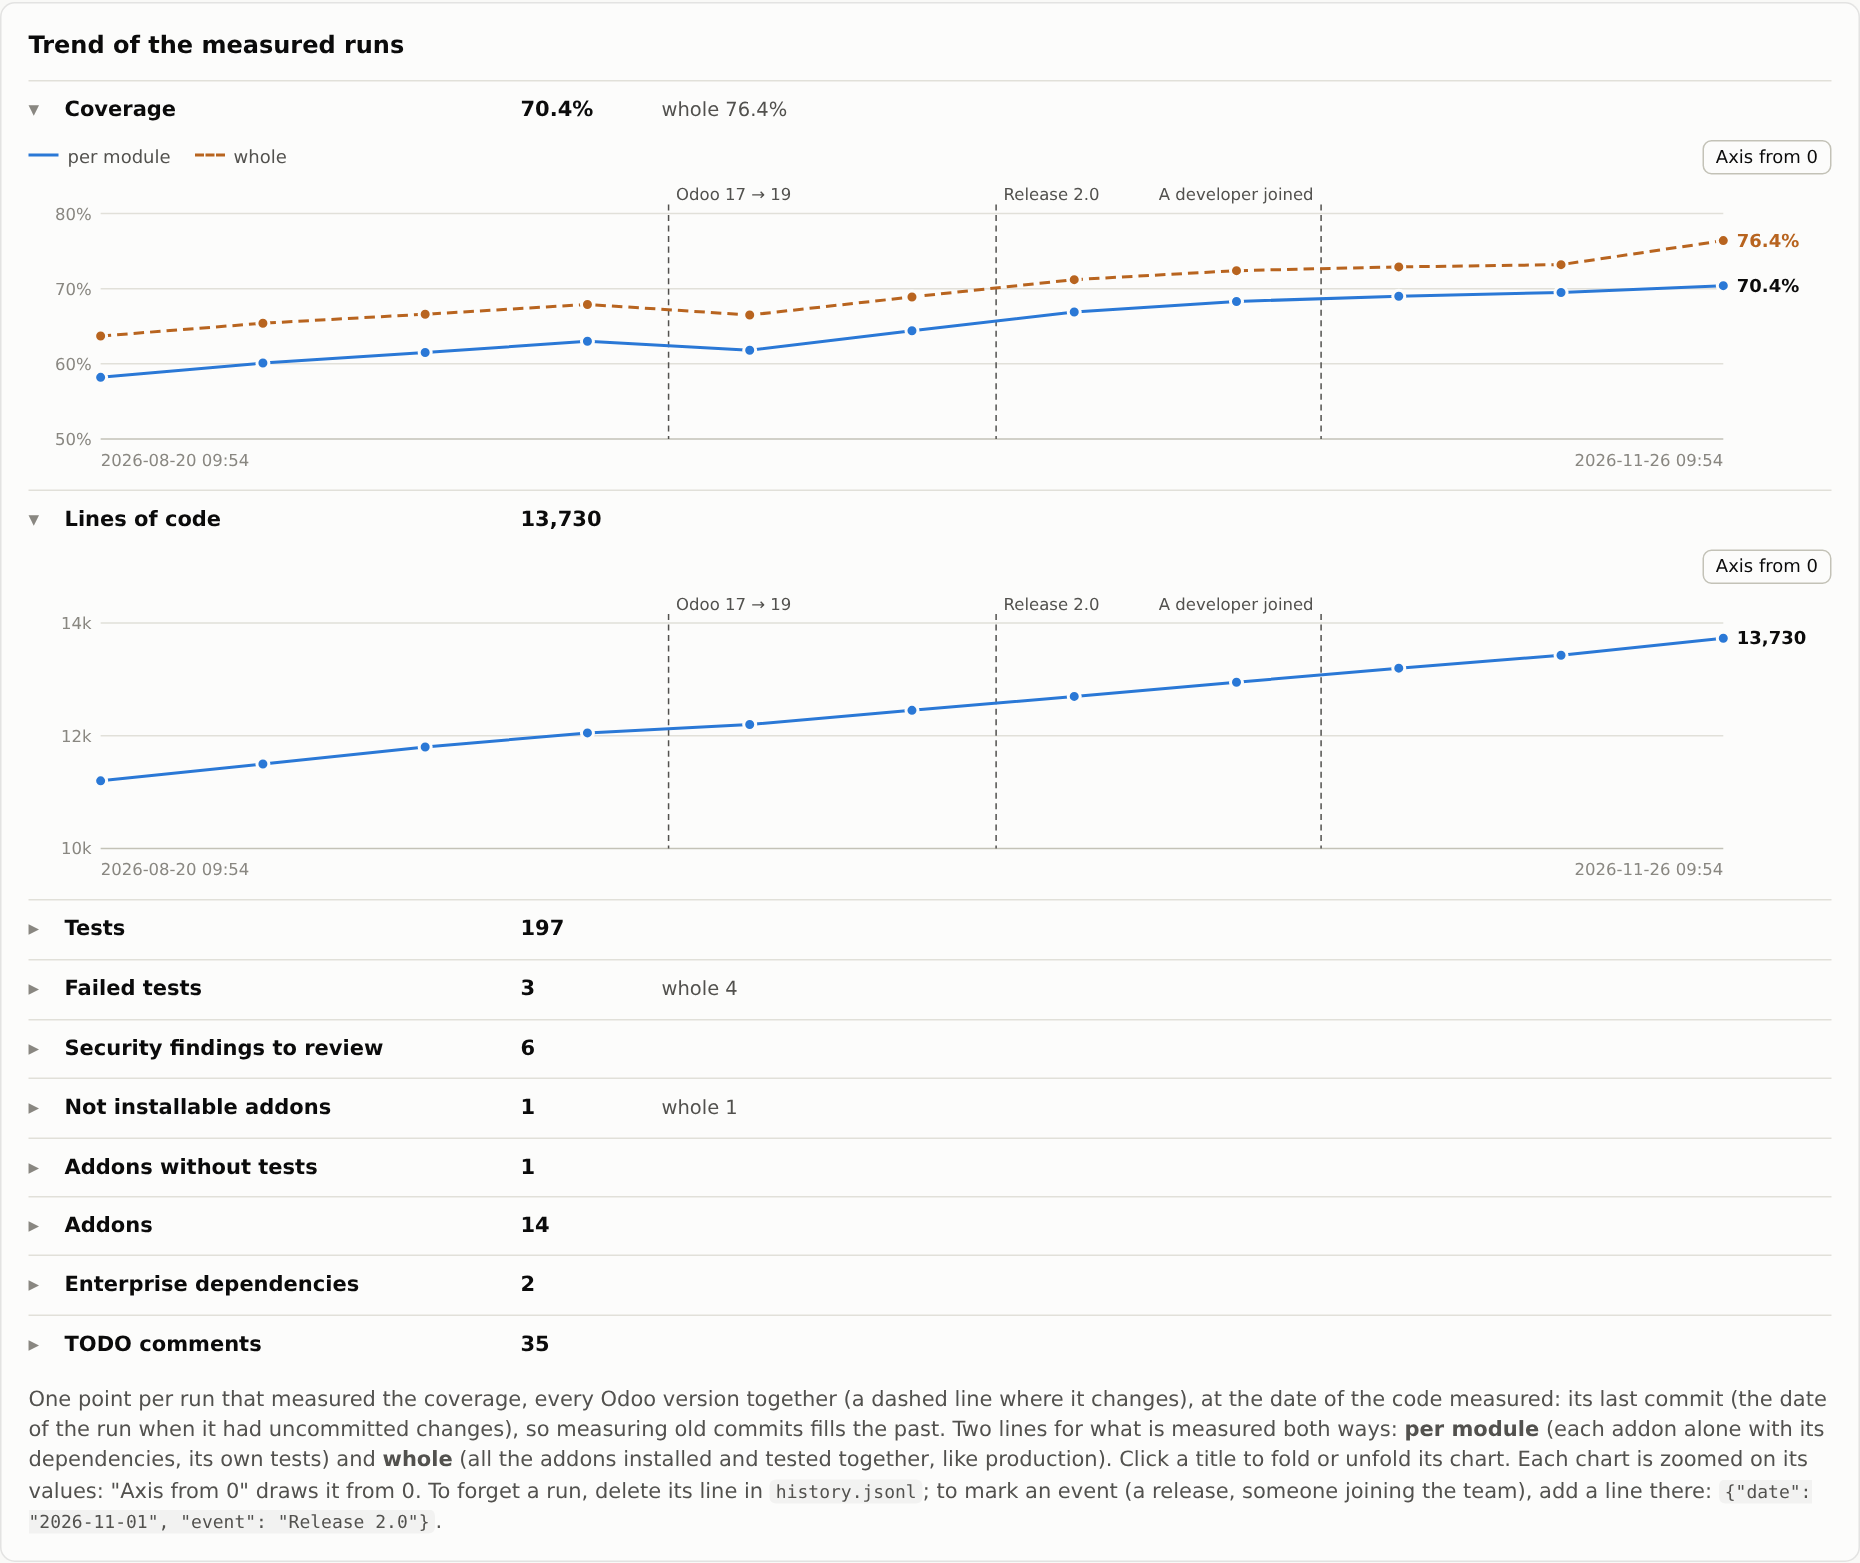 Trend of the measured runs
▼ Coverage 70.4% whole 76.4%
per module whole Axis from 0
Odoo 17 → 19 Release 2.0 A developer joined
80%
76.4%
70%
70.4%
60%
50%
2026-08-20 09:54 2026-11-26 09:54
▼ Lines of code 13,730
Axis from 0
Odoo 17 → 19 Release 2.0 A developer joined
14k
13,730
12k
10k
2026-08-20 09:54 2026-11-26 09:54
▶ Tests 197
▶ Failed tests 3 whole 4
▶ Security findings to review 6
▶ Not installable addons 1 whole 1
▶ Addons without tests 1
▶ Addons 14
▶ Enterprise dependencies 2
▶ TODO comments 35
One point per run that measured the coverage, every Odoo version together (a dashed line where it changes), at the date of the code measured: its last commit (the date
of the run when it had uncommitted changes), so measuring old commits fills the past. Two lines for what is measured both ways: per module (each addon alone with its
dependencies, its own tests) and whole (all the addons installed and tested together, like production). Click a title to fold or unfold its chart. Each chart is zoomed on its
values: "Axis from 0" draws it from 0. To forget a run, delete its line in history.jsonl; to mark an event (a release, someone joining the team), add a line there: {"date":
"2026-11-01", "event": "Release 2.0"}.